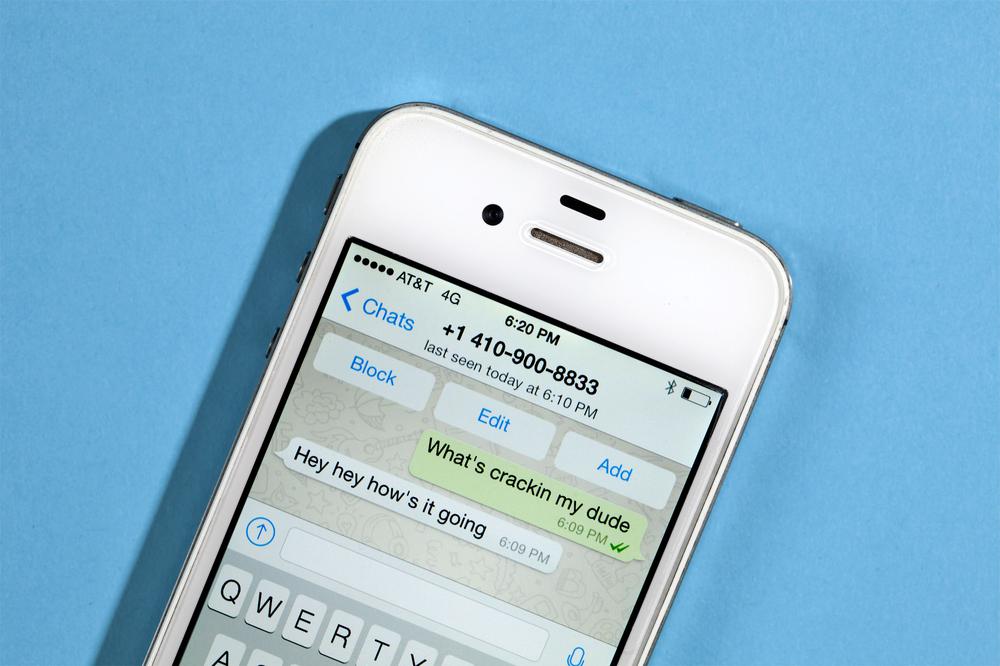 AT&T 4G 6:20 PM
Chats
+1 410-900-8833
last seen today at 6:10 PM
Block Edit Add
What's crackin my dude
6:09 PM
Hey hey how's it going 6:09 PM
Q W E R T Y
A